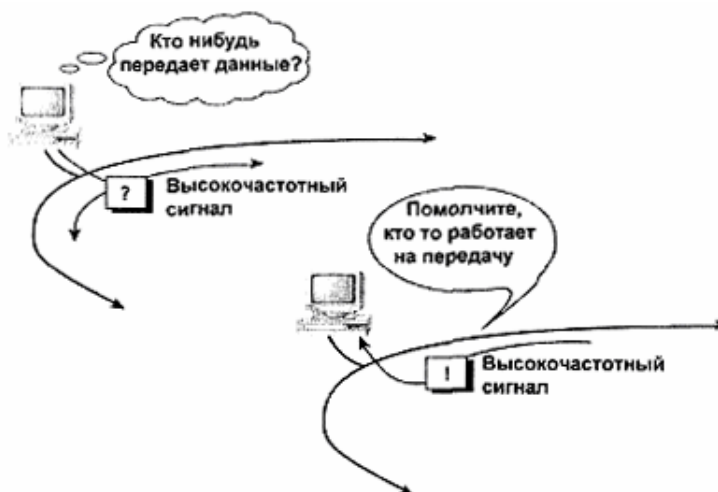 Кто нибудь
передает данные?
?
Высокочастотный
сигнал
Помолчите,
кто то работает
на передачу
!
Высокочастотный
сигнал